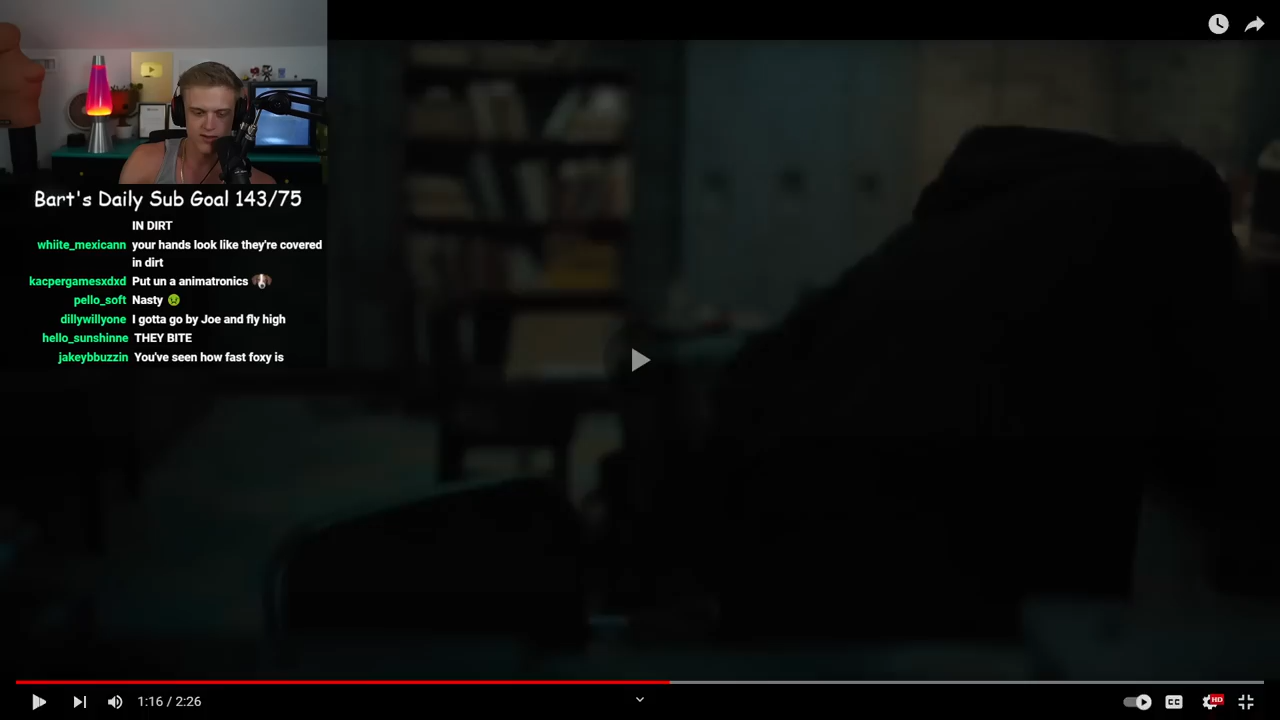 Bart's Daily Sub Goal 143/75
IN DIRT
whiite_mexicann your hands look like they're covered
in dirt
kacpergamesxdxd Put un a animatronics
pello_soft Nasty
dillywillyone I gotta go by Joe and fly high
hello_sunshinne THEY BITE
jakeybbuzzin You've seen how fast foxy is
1:16 / 2:26
CC
HD